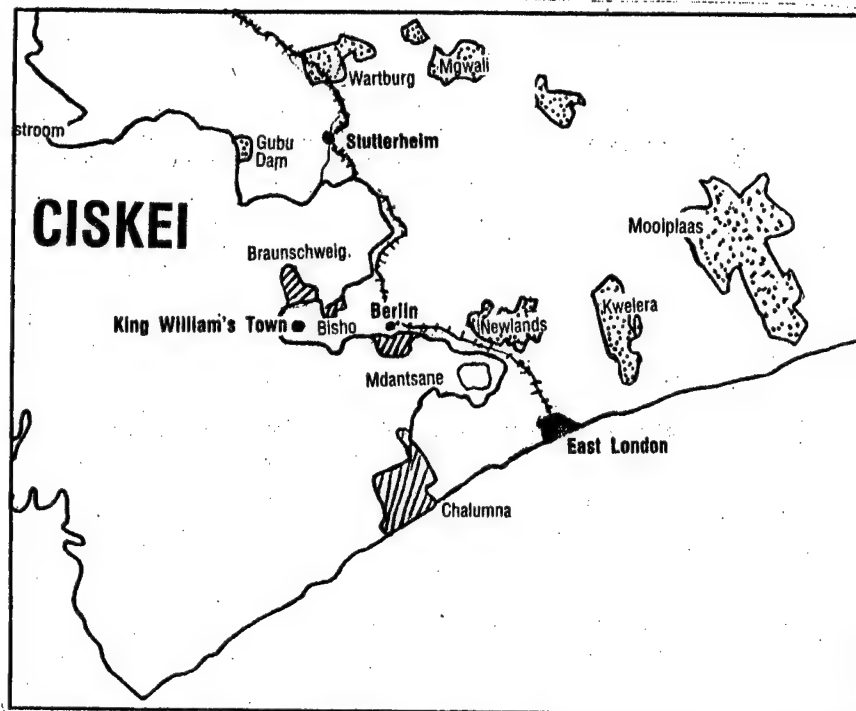 Wartburg
Mgwali
stroom
Gubu
Dam
Stutterheim
CISKEI
Mooiplaas
Braunschweig.
Kwelera
King William's Town
Bisho
Berlin
Newlands
Mdantsane
East London
Chalumna